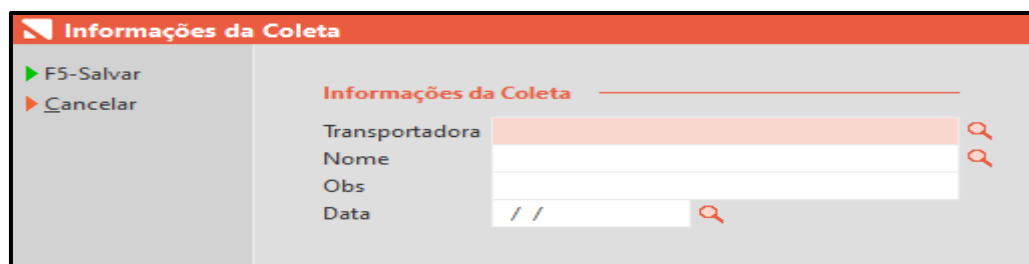 Informações da Coleta
F5-Salvar
Cancelar
Informações da Coleta
Transportadora
Nome
Obs
Data / /